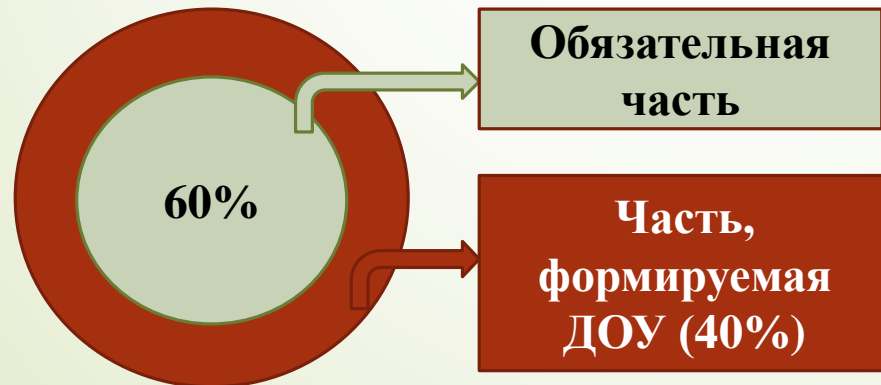 Обязательная
часть
60%
Часть,
формируемая
ДОУ (40%)